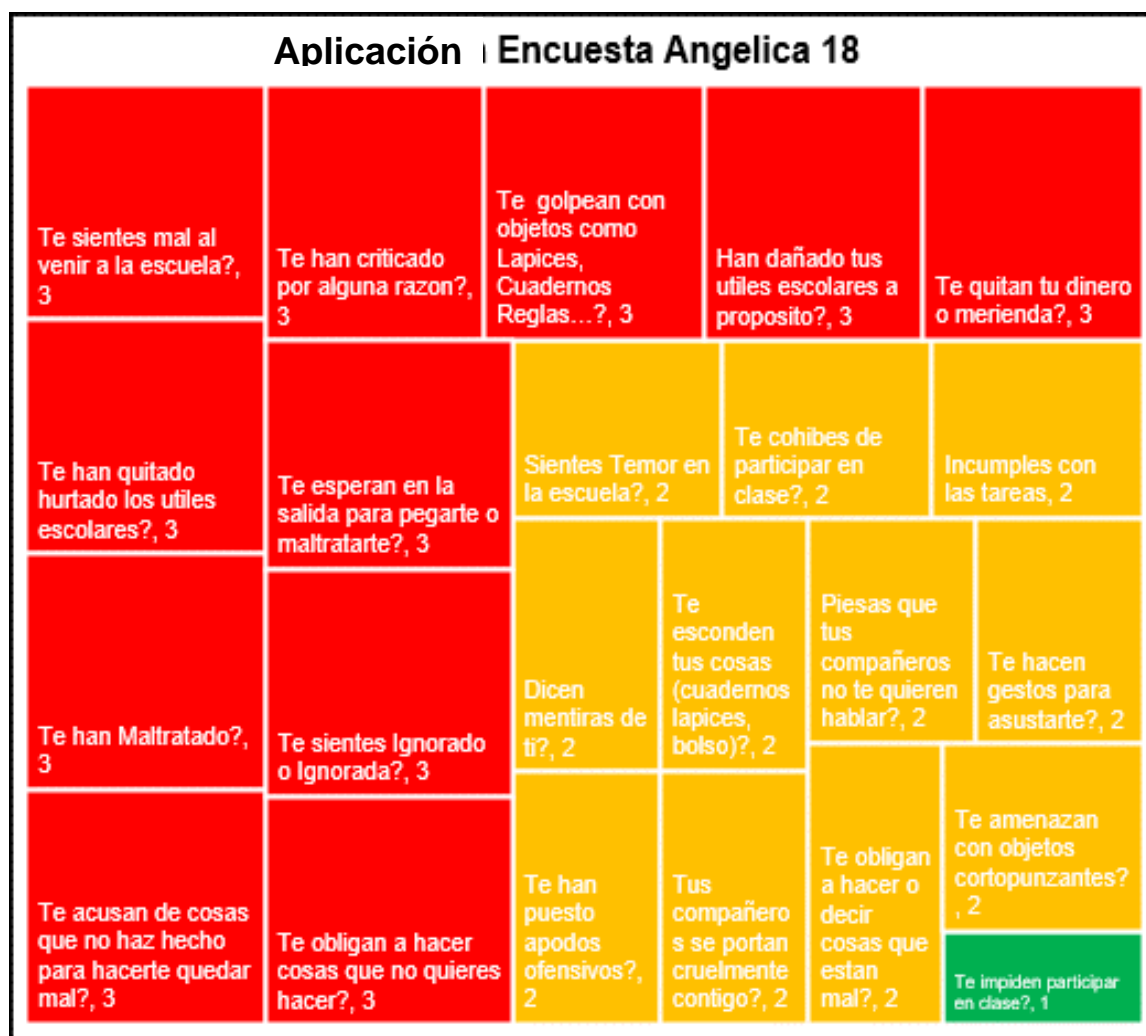 Aplicación Encuesta Angelica 18
Te sientes mal al
venir a la escuela?,
3
Te han criticado
por alguna razon?,
3
Te golpean con
objetos como
Lapices,
Cuadernos
Reglas...?, 3
Han dañado tus
utiles escolares a
proposito?, 3
Te quitan tu dinero
o merienda?, 3
Te han quitado
hurtado los utiles
escolares?, 3
Te esperan en la
salida para pegarte o
maltratarte?, 3
Sientes Temor en
la escuela?, 2
Te cohibes de
participar en
clase?, 2
Incumples con
las tareas, 2
Te han Maltratado?,
3
Te sientes Ignorado
o Ignorada?, 3
Dicen
mentiras de
ti?, 2
Te
esconden
tus cosas
(cuadernos
lapices,
bolso)?, 2
Piesas que
tus
compañeros
no te quieren
hablar?, 2
Te hacen
gestos para
asustarte?, 2
Te acusan de cosas
que no haz hecho
para hacerte quedar
mal?, 3
Te obligan a hacer
cosas que no quieres
hacer?, 3
Te han
puesto
apodos
ofensivos?,
2
Tus
compañero
s se portan
cruelmente
contigo?, 2
Te obligan
a hacer o
decir
cosas que
estan
mal?, 2
Te amenazan
con objetos
cortopunzantes?
, 2
Te impiden participar
en clase?, 1